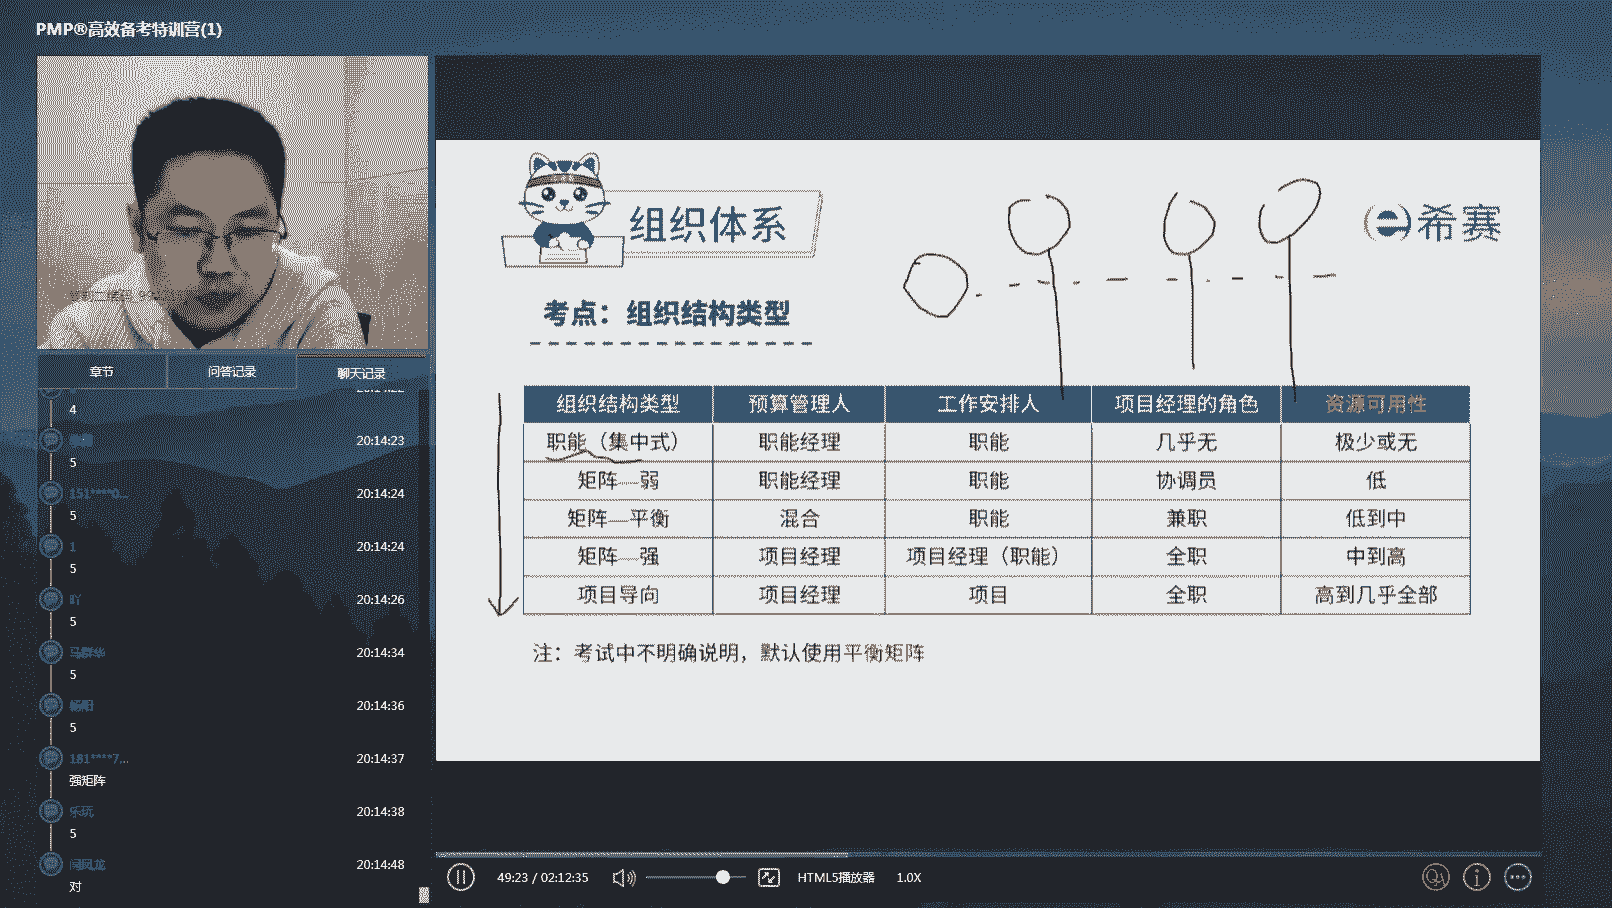 PMP®高效备考特训营(1)
章节
问答记录
聊天记录
4
20:14:23
5
151****0...
20:14:24
5
1
20:14:24
5
吖
20:14:26
5
20:14:34
5
杨阳
20:14:36
5
181****7...
20:14:37
强矩阵
乐玩
20:14:38
5
20:14:48
对
组织体系
希赛
考点：组织结构类型
组织结构类型 预算管理人 工作安排人 项目经理的角色 资源可用性
职能（集中式） 职能经理 职能 几乎无 极少或无
矩阵—弱 职能经理 职能 协调员 低
矩阵—平衡 混合 职能 兼职 低到中
矩阵—强 项目经理 项目经理（职能） 全职 中到高
项目导向 项目经理 项目 全职 高到几乎全部
注：考试中不明确说明，默认使用平衡矩阵
49:23 / 02:12:35
HTML5播放器
1.0X